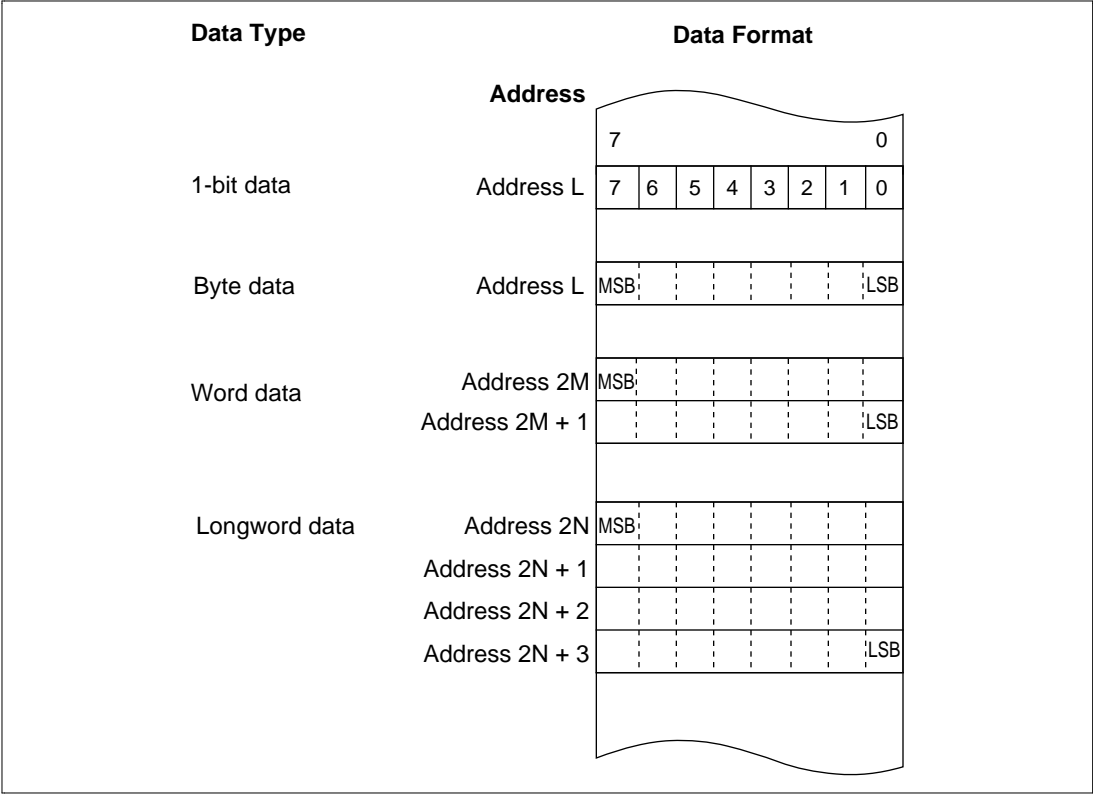 Data Type Data Format
Address
7 0
1-bit data Address L 7 6 5 4 3 2 1 0
Byte data Address L MSB LSB
Word data Address 2M MSB
Address 2M + 1 LSB
Longword data Address 2N MSB
Address 2N + 1
Address 2N + 2
Address 2N + 3 LSB